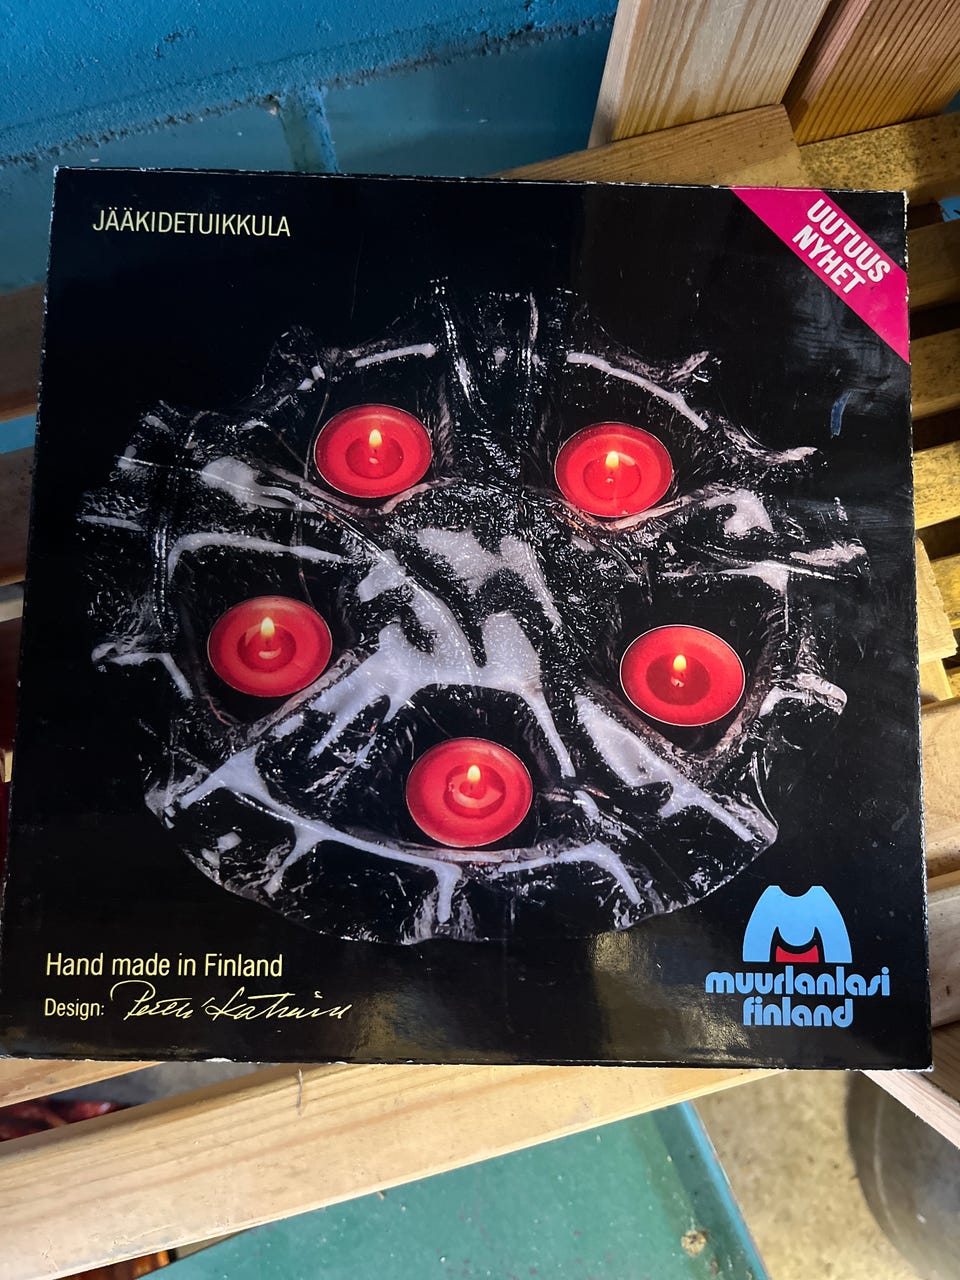 JÄÄKIDETUIKKULA
UUTUUS
NYHET
Hand made in Finland
Design:
muurlanlasi
finland